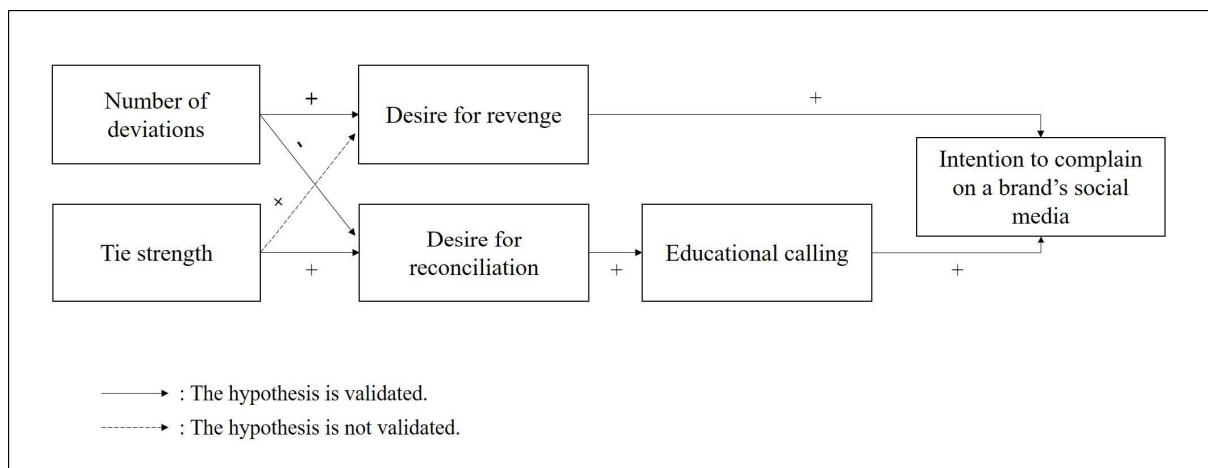 Number of
deviations
+
Desire for revenge
+
Intention to complain
on a brand’s social
media
-
×
Tie strength
+
Desire for
reconciliation
+
Educational calling
+
: The hypothesis is validated.
: The hypothesis is not validated.